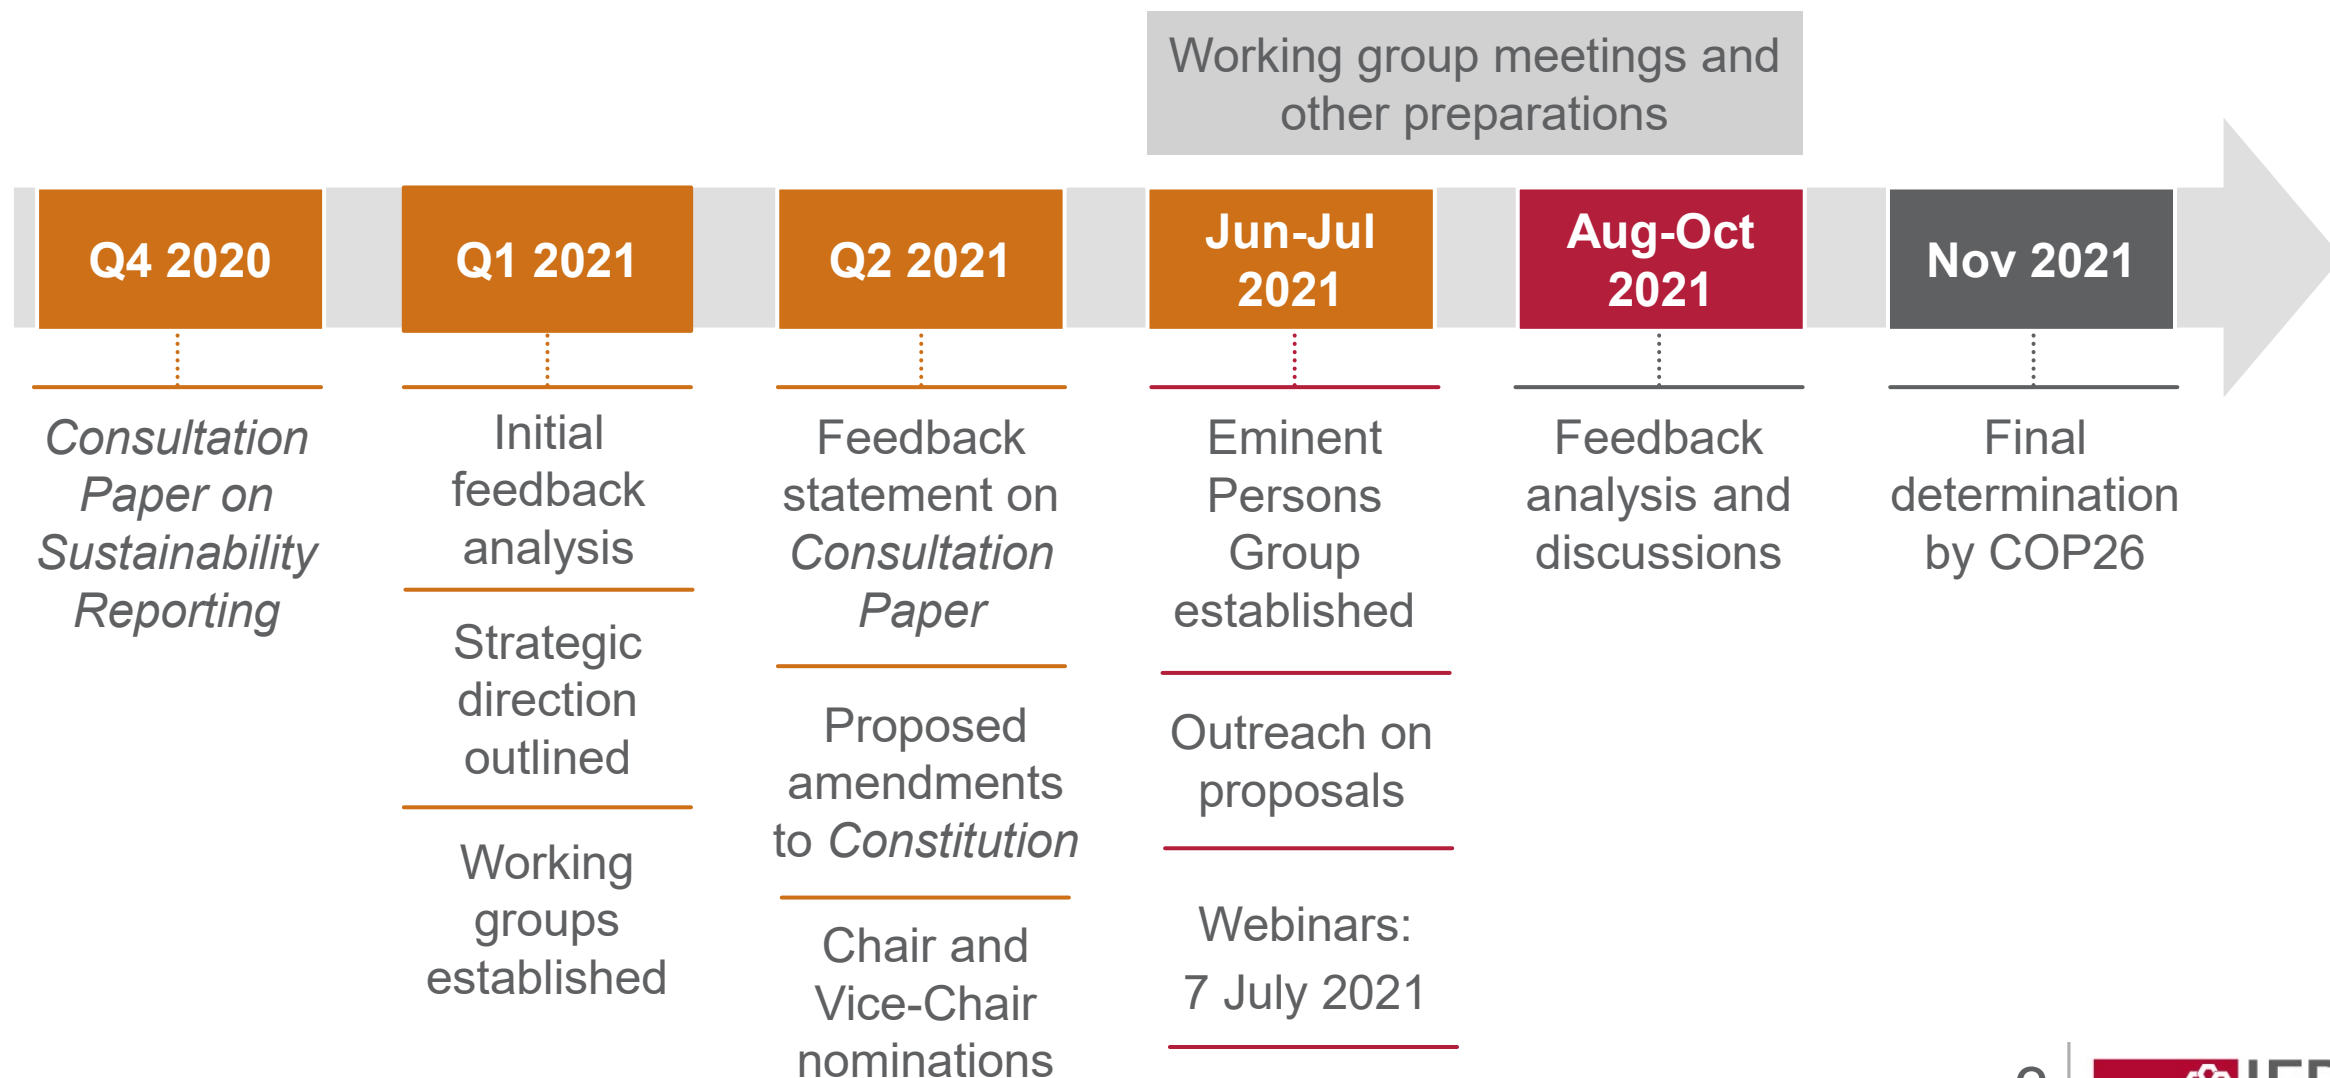 Working group meetings and
other preparations
Q4 2020
Q1 2021
Q2 2021
Jun-Jul
2021
Aug-Oct
2021
Nov 2021
Consultation
Paper on
Sustainability
Reporting
Initial
feedback
analysis
Strategic
direction
outlined
Working
groups
established
Feedback
statement on
Consultation
Paper
Proposed
amendments
to Constitution
Chair and
Vice-Chair
nominations
Eminent
Persons
Group
established
Outreach on
proposals
Webinars:
7 July 2021
Feedback
analysis and
discussions
Final
determination
by COP26